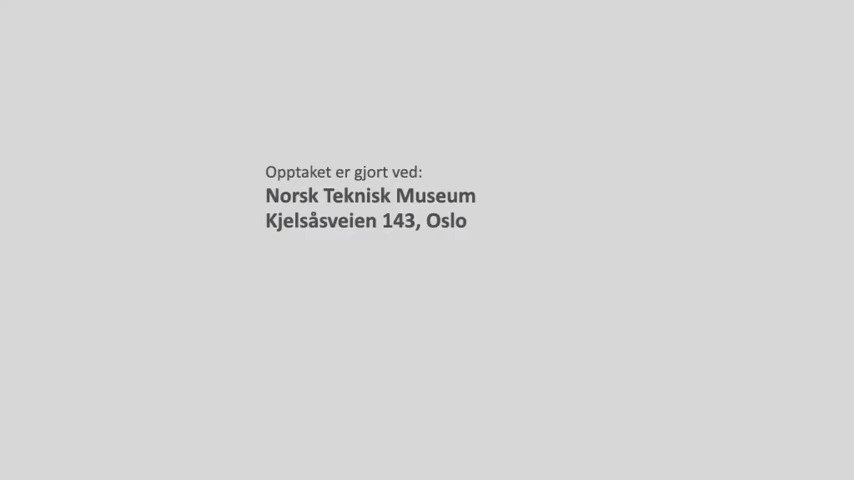 Opptaket er gjort ved:
Norsk Teknisk Museum
Kjelsåsveien 143, Oslo